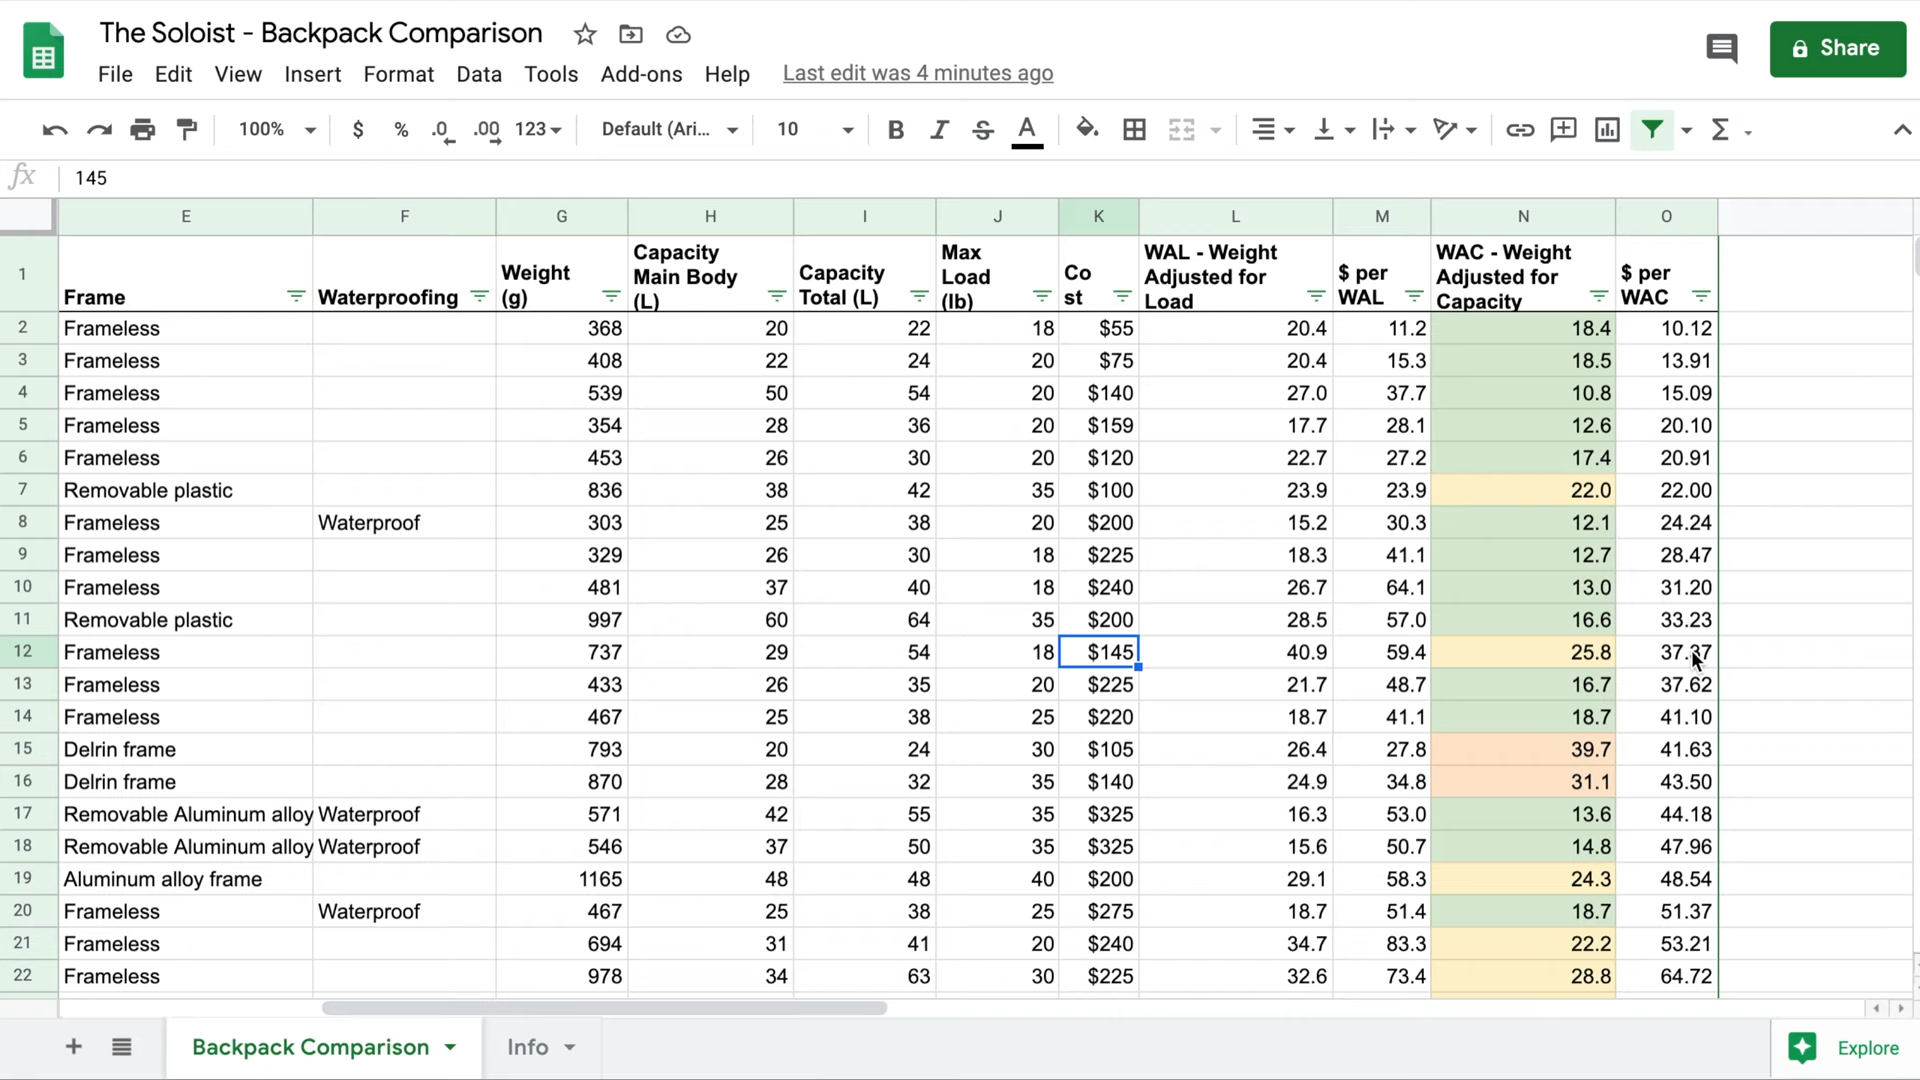 The Soloist - Backpack Comparison
File Edit View Insert Format Data Tools Add-ons Help Last edit was 4 minutes ago
Share
100% $ % .0 .00 123 Default (Ari... 10 B I S A Σ
fx 145
E F G H I J K L M N O
1 Frame Waterproofing Weight (g) Capacity Main Body (L) Capacity Total (L) Max Load (lb) Co st WAL - Weight Adjusted for Load $ per WAL WAC - Weight Adjusted for Capacity $ per WAC
2 Frameless 368 20 22 18 $55 20.4 11.2 18.4 10.12
3 Frameless 408 22 24 20 $75 20.4 15.3 18.5 13.91
4 Frameless 539 50 54 20 $140 27.0 37.7 10.8 15.09
5 Frameless 354 28 36 20 $159 17.7 28.1 12.6 20.10
6 Frameless 453 26 30 20 $120 22.7 27.2 17.4 20.91
7 Removable plastic 836 38 42 35 $100 23.9 23.9 22.0 22.00
8 Frameless Waterproof 303 25 38 20 $200 15.2 30.3 12.1 24.24
9 Frameless 329 26 30 18 $225 18.3 41.1 12.7 28.47
10 Frameless 481 37 40 18 $240 26.7 64.1 13.0 31.20
11 Removable plastic 997 60 64 35 $200 28.5 57.0 16.6 33.23
12 Frameless 737 29 54 18 $145 40.9 59.4 25.8
13 Frameless 433 26 35 20 $225 21.7 48.7 16.7 37.62
14 Frameless 467 25 38 25 $220 18.7 41.1 18.7 41.10
15 Delrin frame 793 20 24 30 $105 26.4 27.8 39.7 41.63
16 Delrin frame 870 28 32 35 $140 24.9 34.8 31.1 43.50
17 Removable Aluminum alloy Waterproof 571 42 55 35 $325 16.3 53.0 13.6 44.18
18 Removable Aluminum alloy Waterproof 546 37 50 35 $325 15.6 50.7 14.8 47.96
19 Aluminum alloy frame 1165 48 48 40 $200 29.1 58.3 24.3 48.54
20 Frameless Waterproof 467 25 38 25 $275 18.7 51.4 18.7 51.37
21 Frameless 694 31 41 20 $240 34.7 83.3 22.2 53.21
22 Frameless 978 34 63 30 $225 32.6 73.4 28.8 64.72
Backpack Comparison Info Explore